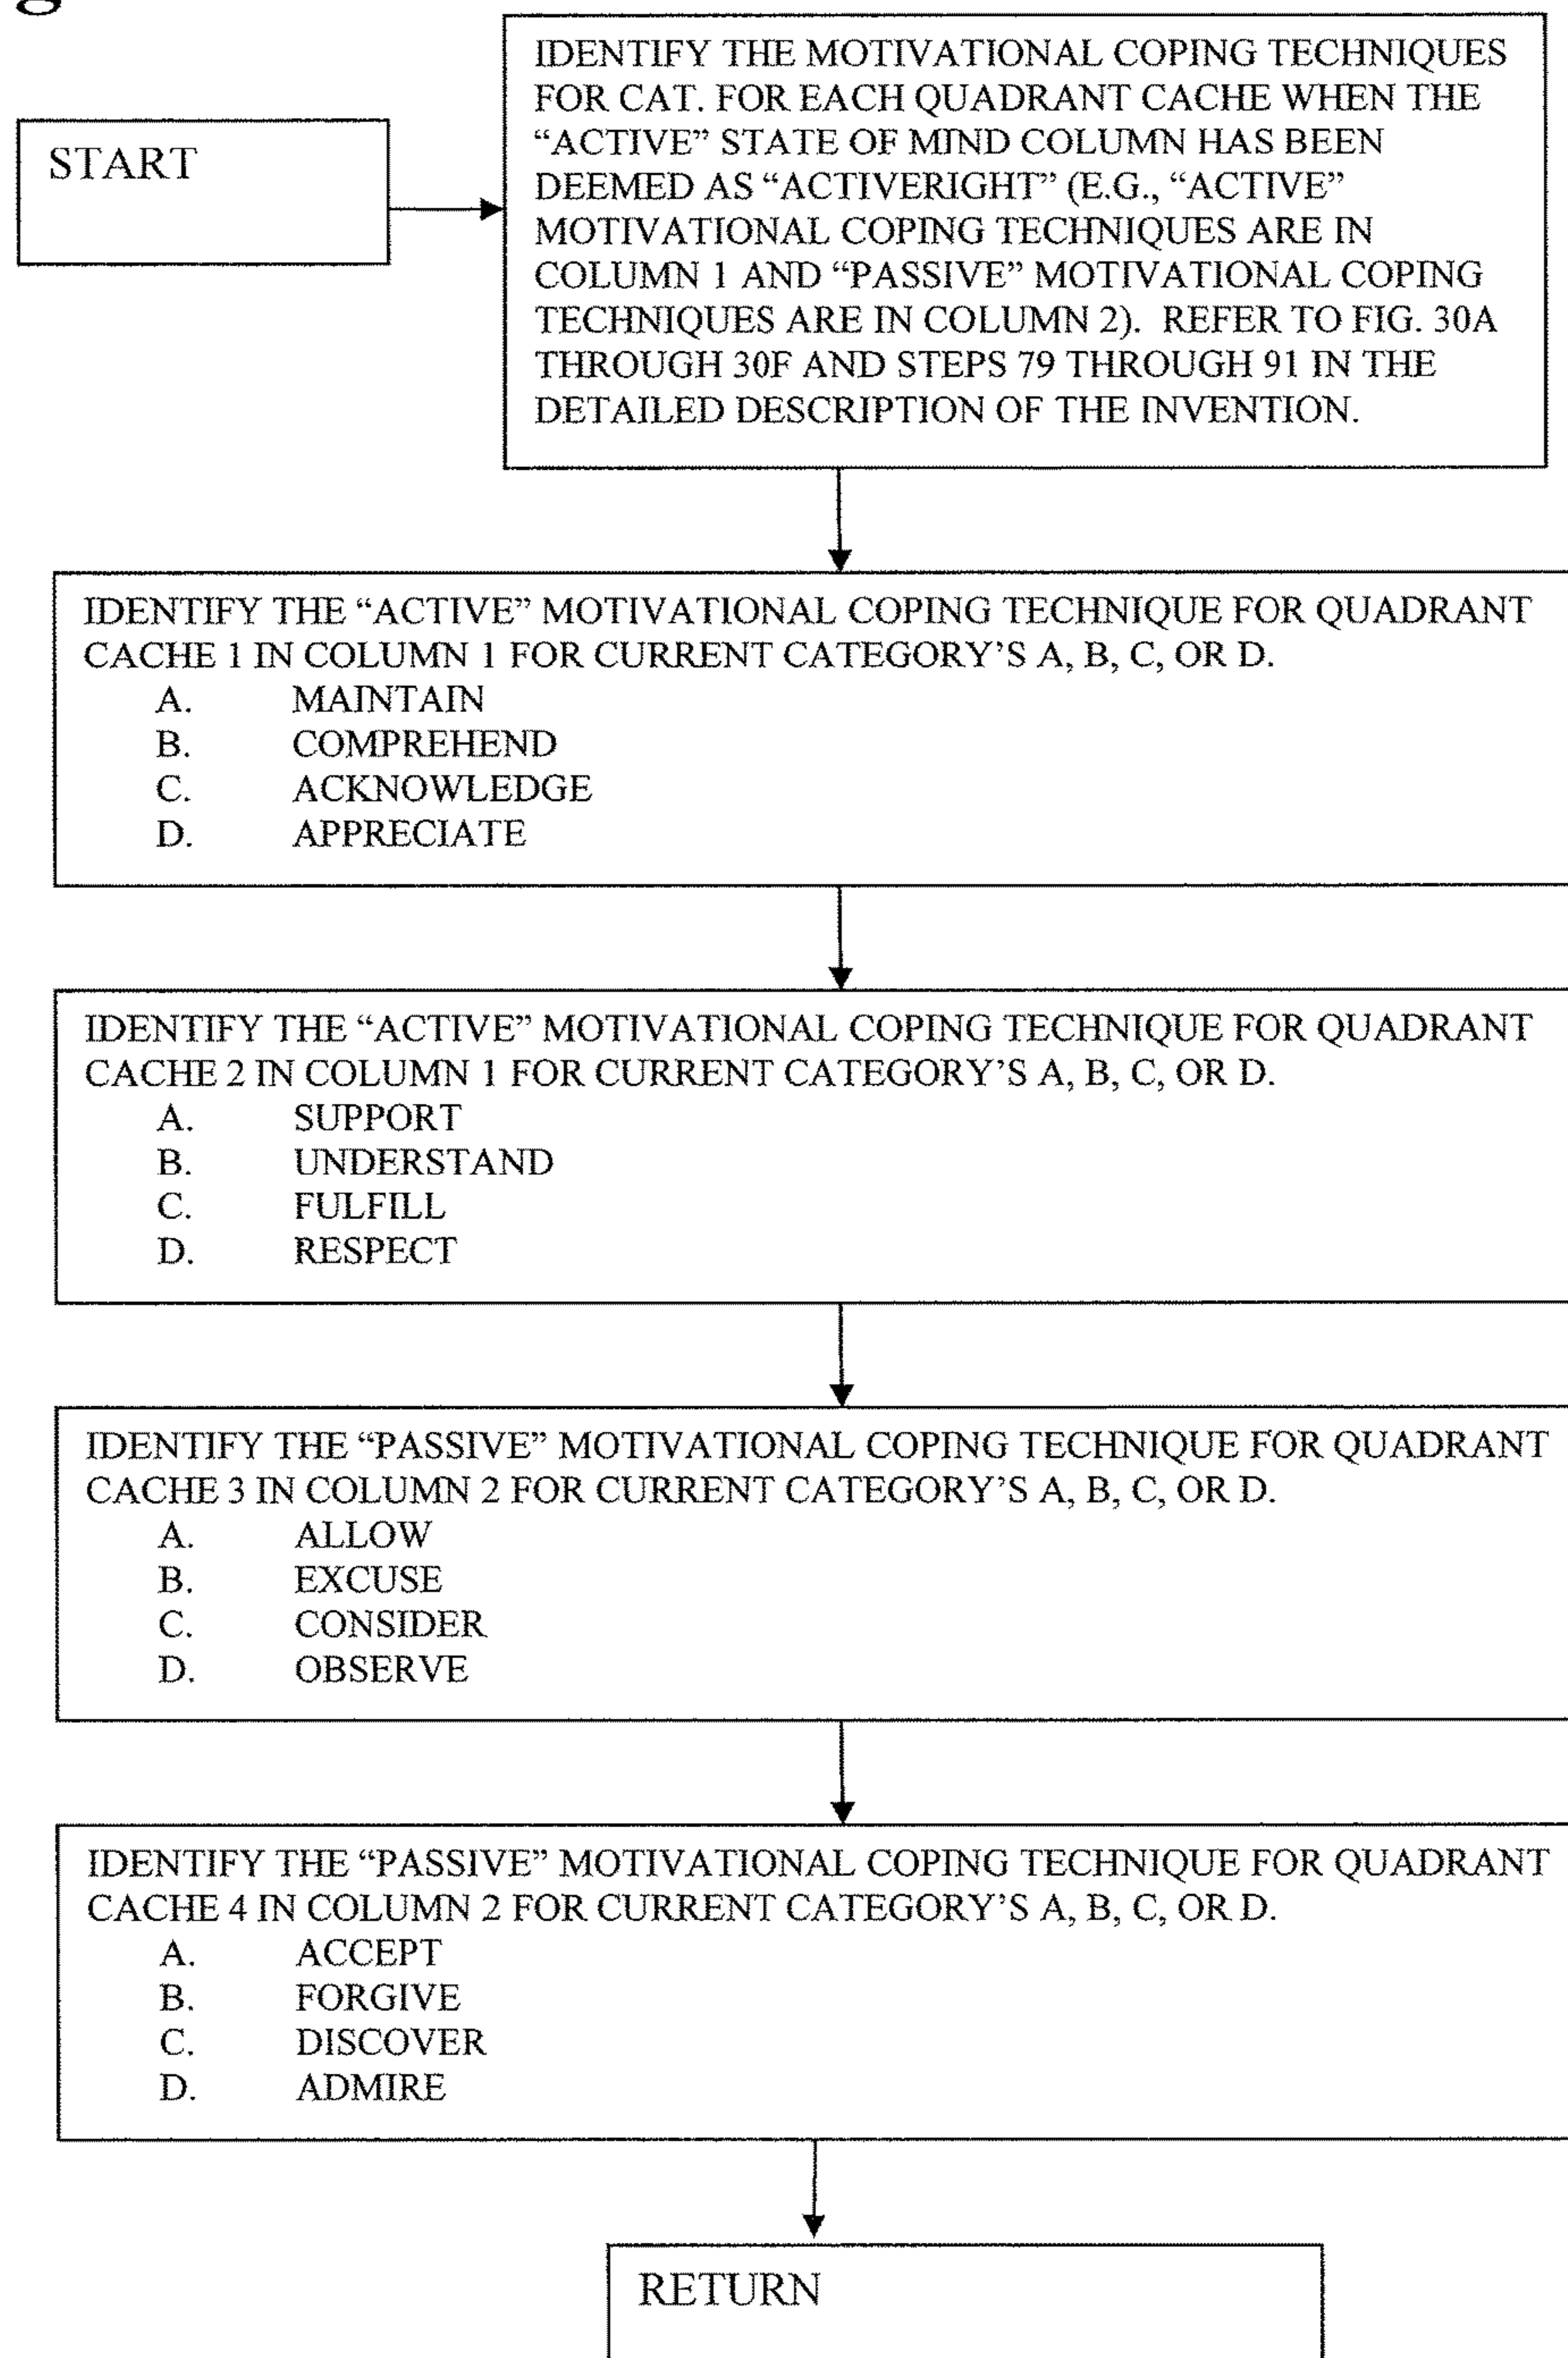 START
IDENTIFY THE MOTIVATIONAL COPING TECHNIQUES
FOR CAT. FOR EACH QUADRANT CACHE WHEN THE
“ACTIVE” STATE OF MIND COLUMN HAS BEEN
DEEMED AS “ACTIVERIGHT” (E.G., “ACTIVE”
MOTIVATIONAL COPING TECHNIQUES ARE IN
COLUMN 1 AND “PASSIVE” MOTIVATIONAL COPING
TECHNIQUES ARE IN COLUMN 2). REFER TO FIG. 30A
THROUGH 30F AND STEPS 79 THROUGH 91 IN THE
DETAILED DESCRIPTION OF THE INVENTION.
IDENTIFY THE “ACTIVE” MOTIVATIONAL COPING TECHNIQUE FOR QUADRANT
CACHE 1 IN COLUMN 1 FOR CURRENT CATEGORY’S A, B, C, OR D.
A. MAINTAIN
B. COMPREHEND
C. ACKNOWLEDGE
D. APPRECIATE
IDENTIFY THE “ACTIVE” MOTIVATIONAL COPING TECHNIQUE FOR QUADRANT
CACHE 2 IN COLUMN 1 FOR CURRENT CATEGORY’S A, B, C, OR D.
A. SUPPORT
B. UNDERSTAND
C. FULFILL
D. RESPECT
IDENTIFY THE “PASSIVE” MOTIVATIONAL COPING TECHNIQUE FOR QUADRANT
CACHE 3 IN COLUMN 2 FOR CURRENT CATEGORY’S A, B, C, OR D.
A. ALLOW
B. EXCUSE
C. CONSIDER
D. OBSERVE
IDENTIFY THE “PASSIVE” MOTIVATIONAL COPING TECHNIQUE FOR QUADRANT
CACHE 4 IN COLUMN 2 FOR CURRENT CATEGORY’S A, B, C, OR D.
A. ACCEPT
B. FORGIVE
C. DISCOVER
D. ADMIRE
RETURN